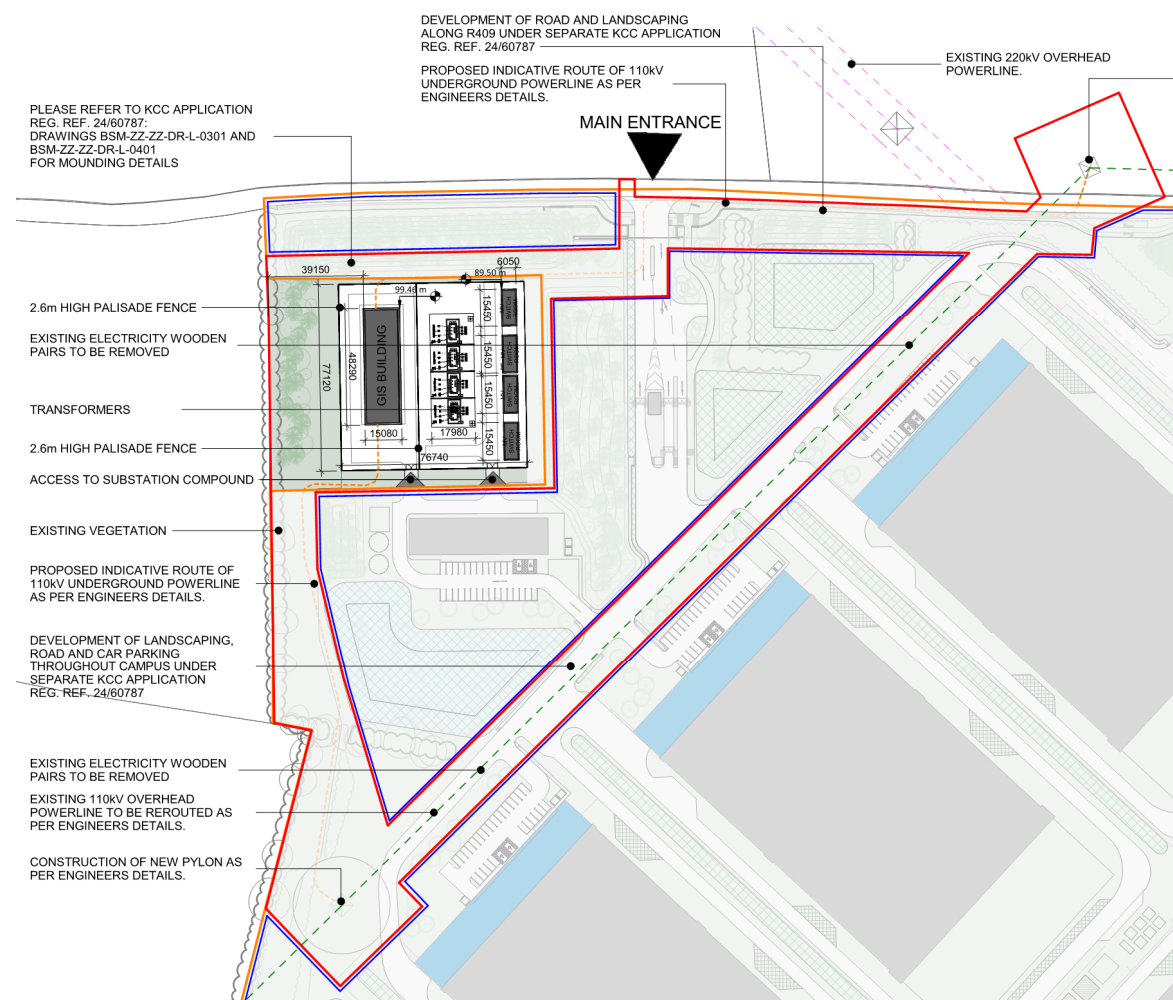 DEVELOPMENT OF ROAD AND LANDSCAPING
ALONG R409 UNDER SEPARATE KCC APPLICATION
REG. REF. 24/60787
EXISTING 220kV OVERHEAD
POWERLINE.
PROPOSED INDICATIVE ROUTE OF 110kV
UNDERGROUND POWERLINE AS PER
ENGINEERS DETAILS.
PLEASE REFER TO KCC APPLICATION
REG. REF. 24/60787:
DRAWINGS BSM-ZZ-ZZ-DR-L-0301 AND
BSM-ZZ-ZZ-DR-L-0401
FOR MOUNDING DETAILS
MAIN ENTRANCE
39150
6050
89.50 m
99.46 m
2.6m HIGH PALISADE FENCE
EXISTING ELECTRICITY WOODEN
PAIRS TO BE REMOVED
TRANSFORMERS
2.6m HIGH PALISADE FENCE
ACCESS TO SUBSTATION COMPOUND
77120
48290
GIS BUILDING
15080
17980
76740
15450
15450
15450
15450
SWITCH
SWITCH
SWITCH
SWITCH
EXISTING VEGETATION
PROPOSED INDICATIVE ROUTE OF
110kV UNDERGROUND POWERLINE
AS PER ENGINEERS DETAILS.
DEVELOPMENT OF LANDSCAPING,
ROAD AND CAR PARKING
THROUGHOUT CAMPUS UNDER
SEPARATE KCC APPLICATION
REG. REF. 24/60787
EXISTING ELECTRICITY WOODEN
PAIRS TO BE REMOVED
EXISTING 110kV OVERHEAD
POWERLINE TO BE REROUTED AS
PER ENGINEERS DETAILS.
CONSTRUCTION OF NEW PYLON AS
PER ENGINEERS DETAILS.